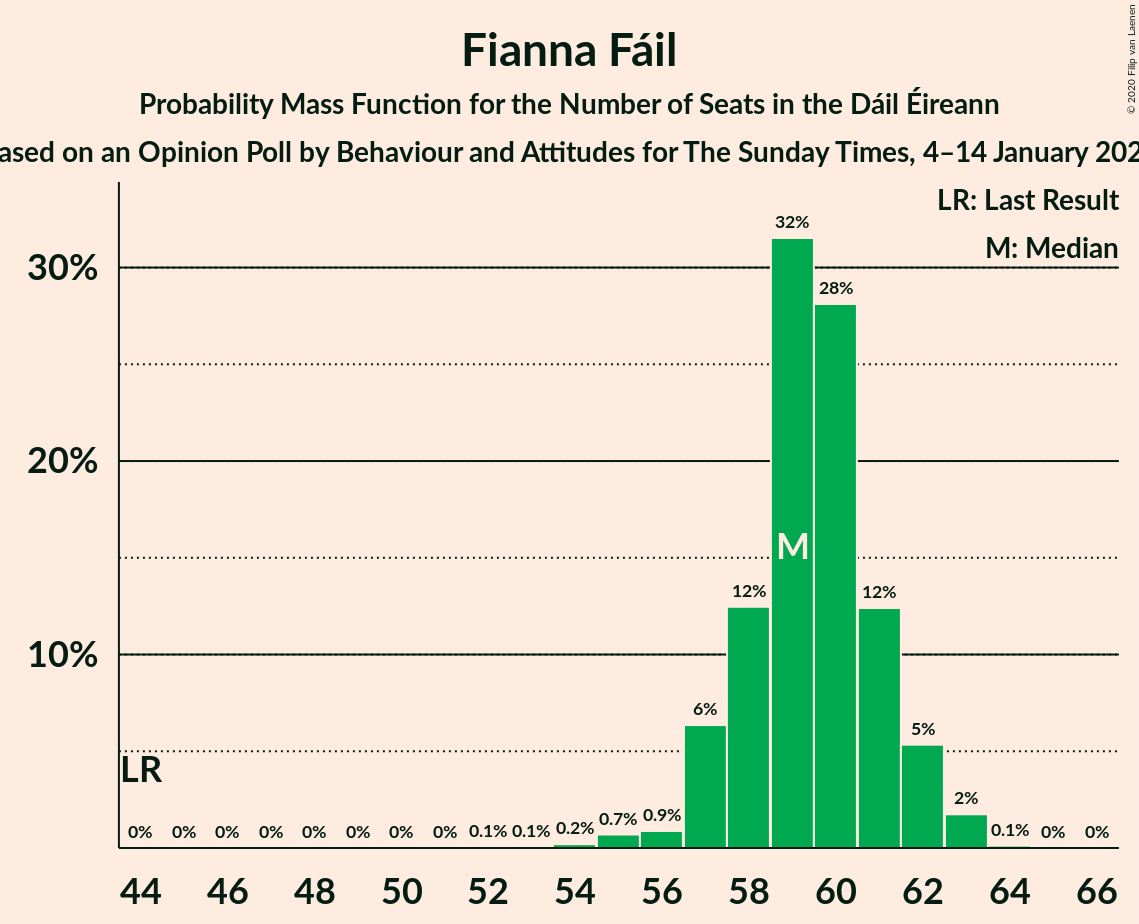 Fianna Fáil
Probability Mass Function for the Number of Seats in the Dáil Éireann
ased on an Opinion Poll by Behaviour and Attitudes for The Sunday Times, 4–14 January 202
© 2020 Filip van Laenen
LR: Last Result
M: Median
30%
20%
10%
32%
28%
12%
12%
6%
5%
2%
0.9%
0.7%
0.2%
0.1%
0.1%
0.1%
0% 0% 0% 0% 0% 0% 0% 0%
0% 0%
M
LR
44 46 48 50 52 54 56 58 60 62 64 66